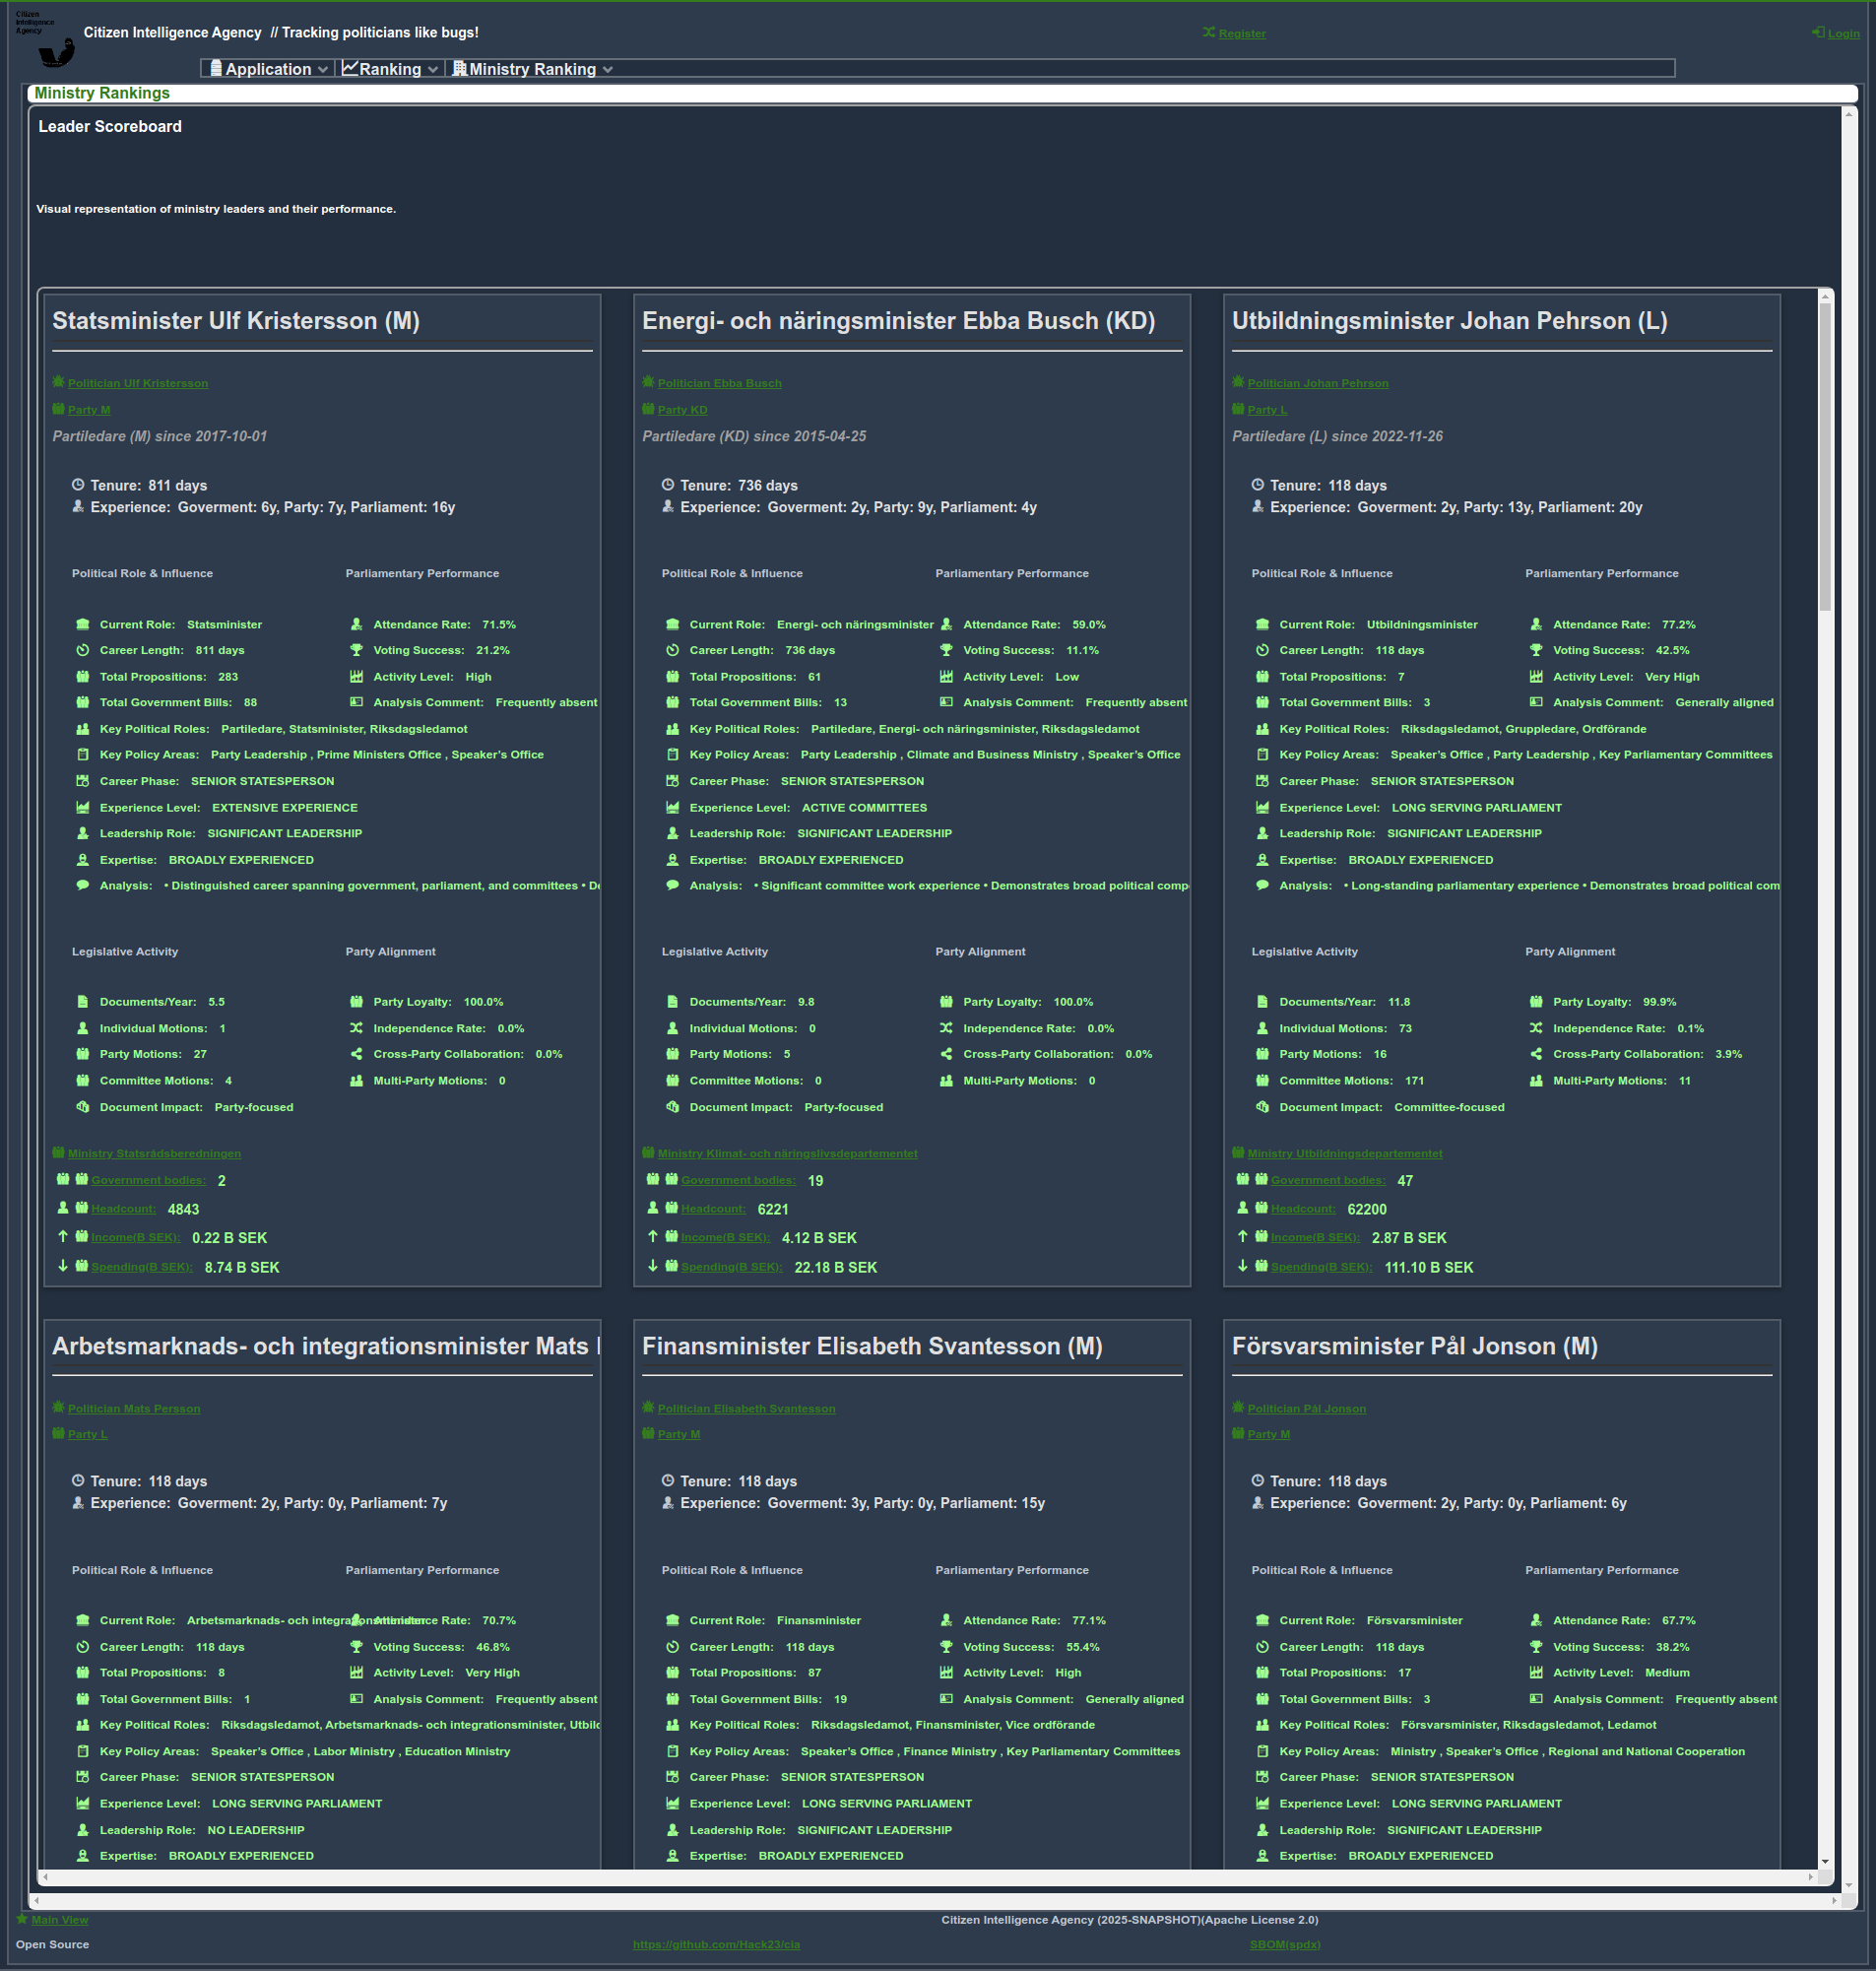 Citizen
Intelligence
Agency
Citizen Intelligence Agency // Tracking politicians like bugs!
Register
Login
Application
Ranking
Ministry Ranking
Ministry Rankings
Leader Scoreboard
Visual representation of ministry leaders and their performance.
Statsminister Ulf Kristersson (M)
Politician Ulf Kristersson
Party M
Partiledare (M) since 2017-10-01
Tenure: 811 days
Experience: Goverment: 6y, Party: 7y, Parliament: 16y
Political Role & Influence
Current Role: Statsminister
Career Length: 811 days
Total Propositions: 283
Total Government Bills: 88
Parliamentary Performance
Attendance Rate: 71.5%
Voting Success: 21.2%
Activity Level: High
Analysis Comment: Frequently absent
Key Political Roles: Partiledare, Statsminister, Riksdagsledamot
Key Policy Areas: Party Leadership , Prime Ministers Office , Speaker's Office
Career Phase: SENIOR STATESPERSON
Experience Level: EXTENSIVE EXPERIENCE
Leadership Role: SIGNIFICANT LEADERSHIP
Expertise: BROADLY EXPERIENCED
Analysis: • Distinguished career spanning government, parliament, and committees •
Legislative Activity
Documents/Year: 5.5
Individual Motions: 1
Party Motions: 27
Committee Motions: 4
Document Impact: Party-focused
Party Alignment
Party Loyalty: 100.0%
Independence Rate: 0.0%
Cross-Party Collaboration: 0.0%
Multi-Party Motions: 0
Ministry Statsrådsberedningen
Government bodies: 2
Headcount: 4843
Income(B SEK): 0.22 B SEK
Spending(B SEK): 8.74 B SEK
Energi- och näringsminister Ebba Busch (KD)
Politician Ebba Busch
Party KD
Partiledare (KD) since 2015-04-25
Tenure: 736 days
Experience: Goverment: 2y, Party: 9y, Parliament: 4y
Political Role & Influence
Current Role: Energi- och näringsminister
Career Length: 736 days
Total Propositions: 61
Total Government Bills: 13
Parliamentary Performance
Attendance Rate: 59.0%
Voting Success: 11.1%
Activity Level: Low
Analysis Comment: Frequently absent
Key Political Roles: Partiledare, Energi- och näringsminister, Riksdagsledamot
Key Policy Areas: Party Leadership , Climate and Business Ministry , Speaker's Office
Career Phase: SENIOR STATESPERSON
Experience Level: ACTIVE COMMITTEES
Leadership Role: SIGNIFICANT LEADERSHIP
Expertise: BROADLY EXPERIENCED
Analysis: • Significant committee work experience • Demonstrates broad political comp
Legislative Activity
Documents/Year: 9.8
Individual Motions: 0
Party Motions: 5
Committee Motions: 0
Document Impact: Party-focused
Party Alignment
Party Loyalty: 100.0%
Independence Rate: 0.0%
Cross-Party Collaboration: 0.0%
Multi-Party Motions: 0
Ministry Klimat- och näringslivsdepartementet
Government bodies: 19
Headcount: 6221
Income(B SEK): 4.12 B SEK
Spending(B SEK): 22.18 B SEK
Utbildningsminister Johan Pehrson (L)
Politician Johan Pehrson
Party L
Partiledare (L) since 2022-11-26
Tenure: 118 days
Experience: Goverment: 2y, Party: 13y, Parliament: 20y
Political Role & Influence
Current Role: Utbildningsminister
Career Length: 118 days
Total Propositions: 7
Total Government Bills: 3
Parliamentary Performance
Attendance Rate: 77.2%
Voting Success: 42.5%
Activity Level: Very High
Analysis Comment: Generally aligned
Key Political Roles: Riksdagsledamot, Gruppledare, Ordförande
Key Policy Areas: Speaker's Office , Party Leadership , Key Parliamentary Committees
Career Phase: SENIOR STATESPERSON
Experience Level: LONG SERVING PARLIAMENT
Leadership Role: SIGNIFICANT LEADERSHIP
Expertise: BROADLY EXPERIENCED
Analysis: • Long-standing parliamentary experience • Demonstrates broad political com
Legislative Activity
Documents/Year: 11.8
Individual Motions: 73
Party Motions: 16
Committee Motions: 171
Document Impact: Committee-focused
Party Alignment
Party Loyalty: 99.9%
Independence Rate: 0.1%
Cross-Party Collaboration: 3.9%
Multi-Party Motions: 11
Ministry Utbildningsdepartementet
Government bodies: 47
Headcount: 62200
Income(B SEK): 2.87 B SEK
Spending(B SEK): 111.10 B SEK
Arbetsmarknads- och integrationsminister Mats
Politician Mats Persson
Party L
Tenure: 118 days
Experience: Goverment: 2y, Party: 0y, Parliament: 7y
Political Role & Influence
Current Role: Arbetsmarknads- och integrationsminister
Career Length: 118 days
Total Propositions: 8
Total Government Bills: 1
Parliamentary Performance
Attendance Rate: 70.7%
Voting Success: 46.8%
Activity Level: Very High
Analysis Comment: Frequently absent
Key Political Roles: Riksdagsledamot, Arbetsmarknads- och integrationsminister, Utbild
Key Policy Areas: Speaker's Office , Labor Ministry , Education Ministry
Career Phase: SENIOR STATESPERSON
Experience Level: LONG SERVING PARLIAMENT
Leadership Role: NO LEADERSHIP
Expertise: BROADLY EXPERIENCED
Finansminister Elisabeth Svantesson (M)
Politician Elisabeth Svantesson
Party M
Tenure: 118 days
Experience: Goverment: 3y, Party: 0y, Parliament: 15y
Political Role & Influence
Current Role: Finansminister
Career Length: 118 days
Total Propositions: 87
Total Government Bills: 19
Parliamentary Performance
Attendance Rate: 77.1%
Voting Success: 55.4%
Activity Level: High
Analysis Comment: Generally aligned
Key Political Roles: Riksdagsledamot, Finansminister, Vice ordförande
Key Policy Areas: Speaker's Office , Finance Ministry , Key Parliamentary Committees
Career Phase: SENIOR STATESPERSON
Experience Level: LONG SERVING PARLIAMENT
Leadership Role: SIGNIFICANT LEADERSHIP
Expertise: BROADLY EXPERIENCED
Försvarsminister Pål Jonson (M)
Politician Pål Jonson
Party M
Tenure: 118 days
Experience: Goverment: 2y, Party: 0y, Parliament: 6y
Political Role & Influence
Current Role: Försvarsminister
Career Length: 118 days
Total Propositions: 17
Total Government Bills: 3
Parliamentary Performance
Attendance Rate: 67.7%
Voting Success: 38.2%
Activity Level: Medium
Analysis Comment: Frequently absent
Key Political Roles: Försvarsminister, Riksdagsledamot, Ledamot
Key Policy Areas: Ministry , Speaker's Office , Regional and National Cooperation
Career Phase: SENIOR STATESPERSON
Experience Level: LONG SERVING PARLIAMENT
Leadership Role: SIGNIFICANT LEADERSHIP
Expertise: BROADLY EXPERIENCED
Main View
Citizen Intelligence Agency (2025-SNAPSHOT)(Apache License 2.0)
Open Source
https://github.com/Hack23/cia
SBOM(spdx)